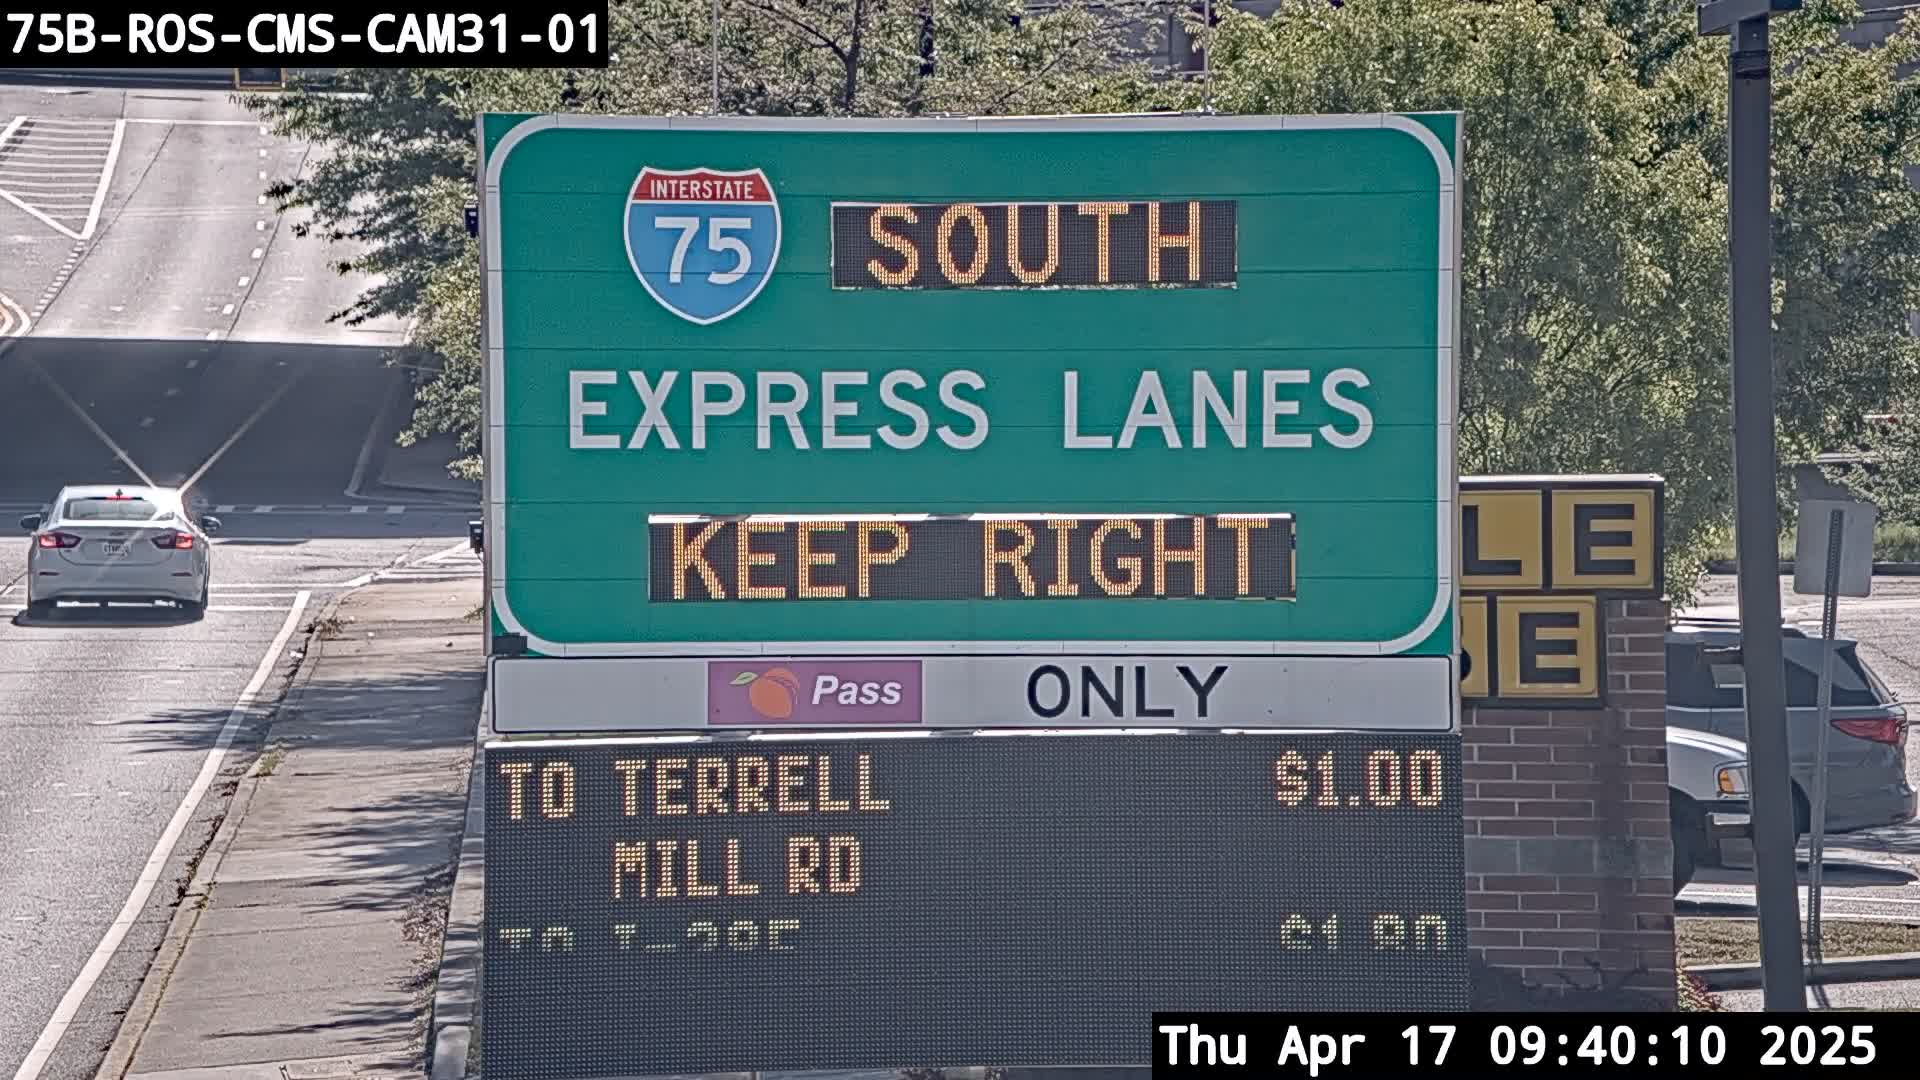 75B-ROS-CMS-CAM31-01
INTERSTATE
75
SOUTH
EXPRESS LANES
KEEP RIGHT
Pass ONLY
TO TERRELL $1.00
MILL RD
TO
LE
E
Thu Apr 17 09:40:10 2025